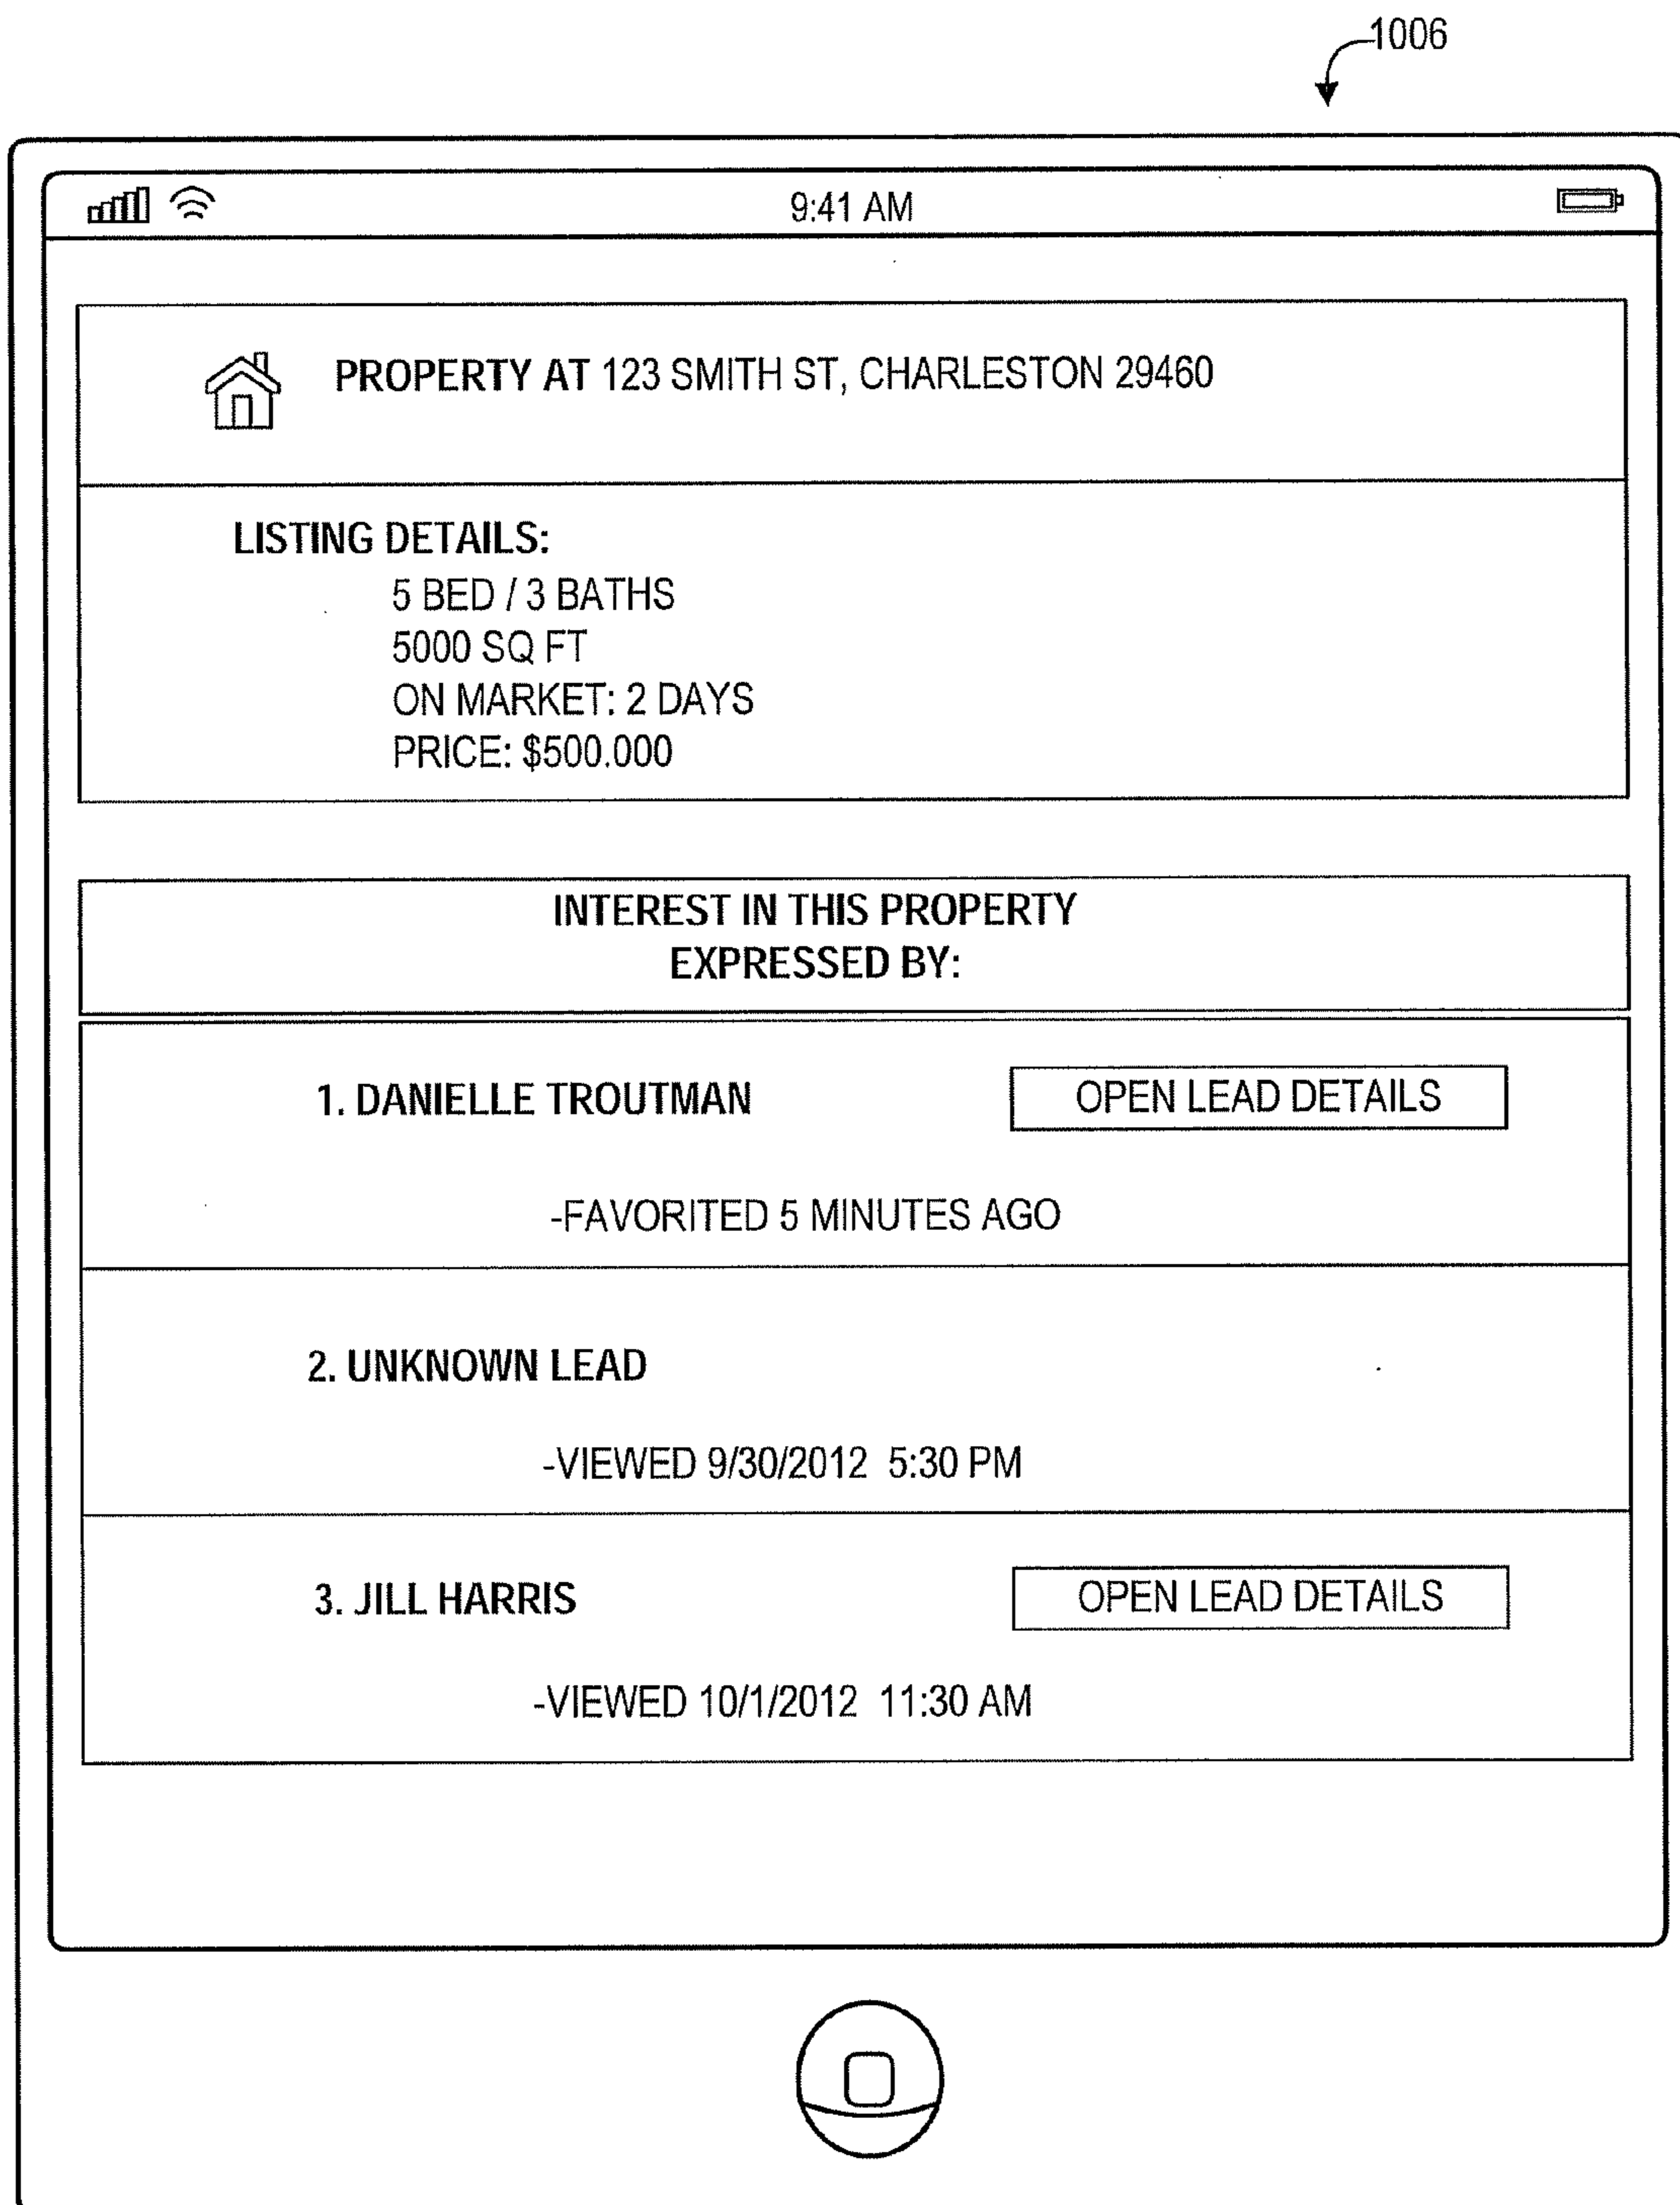 1006
9:41 AM
PROPERTY AT 123 SMITH ST, CHARLESTON 29460
LISTING DETAILS:
5 BED / 3 BATHS
5000 SQ FT
ON MARKET: 2 DAYS
PRICE: $500.000
INTEREST IN THIS PROPERTY
EXPRESSED BY:
1. DANIELLE TROUTMAN OPEN LEAD DETAILS
-FAVORITED 5 MINUTES AGO
2. UNKNOWN LEAD
-VIEWED 9/30/2012 5:30 PM
3. JILL HARRIS OPEN LEAD DETAILS
-VIEWED 10/1/2012 11:30 AM